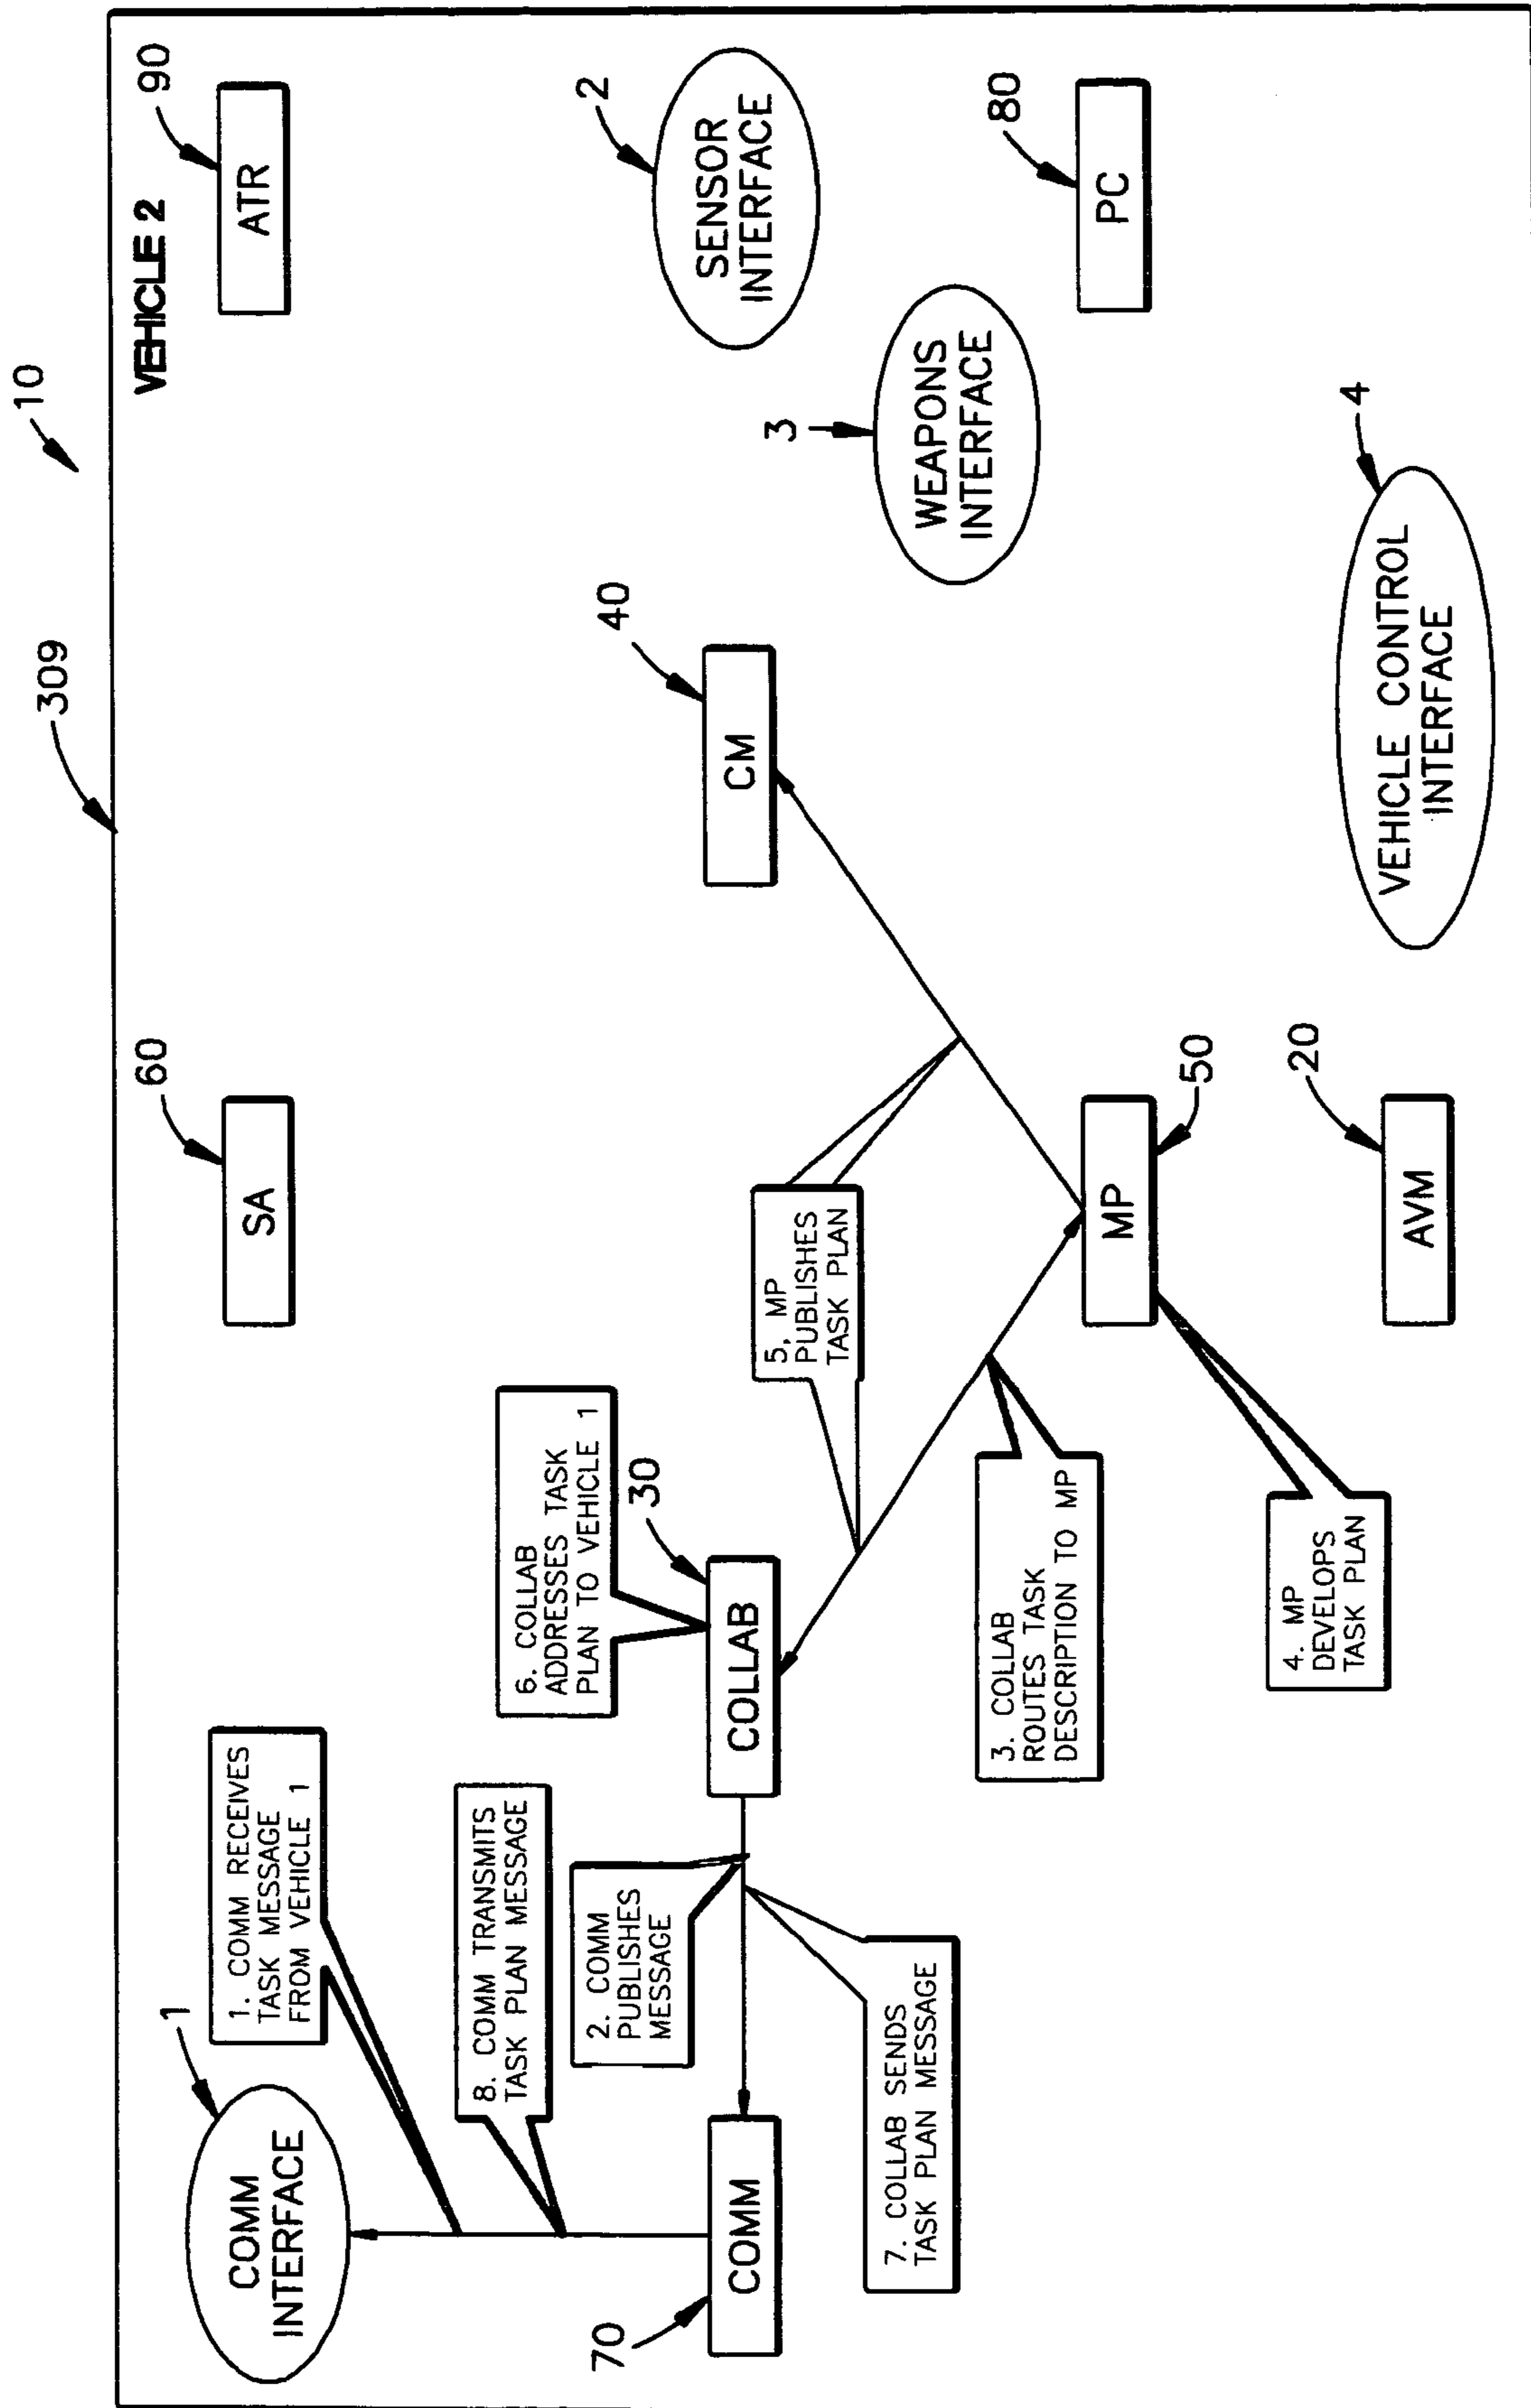 10
309
VEHICLE 2
COMM
INTERFACE
1
1. COMM RECEIVES
TASK MESSAGE
FROM VEHICLE 1
SA
60
ATR
90
8. COMM TRANSMITS
TASK PLAN MESSAGE
6. COLLAB
ADDRESSES TASK
PLAN TO VEHICLE 1
2. COMM
PUBLISHES
MESSAGE
30
40
SENSOR
INTERFACE
2
COMM
70
COLLAB
CM
5. MP
PUBLISHES
TASK PLAN
3
WEAPONS
INTERFACE
7. COLLAB SENDS
TASK PLAN MESSAGE
3. COLLAB
ROUTES TASK
DESCRIPTION TO MP
MP
50
PC
80
4. MP
DEVELOPS
TASK PLAN
AVM
20
VEHICLE CONTROL
INTERFACE
4